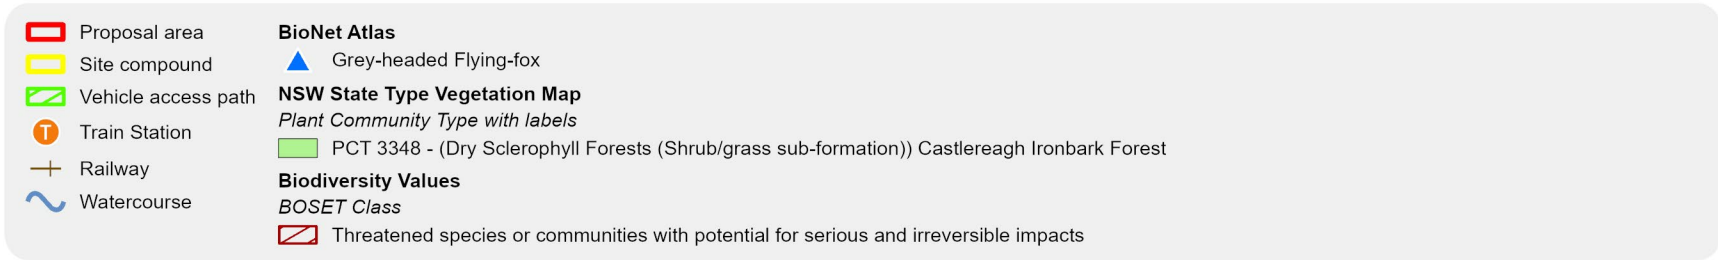 Proposal area
Site compound
Vehicle access path
T Train Station
Railway
Watercourse
BioNet Atlas
Grey-headed Flying-fox
NSW State Type Vegetation Map
Plant Community Type with labels
PCT 3348 - (Dry Sclerophyll Forests (Shrub/grass sub-formation)) Castlereagh Ironbark Forest
Biodiversity Values
BOSET Class
Threatened species or communities with potential for serious and irreversible impacts